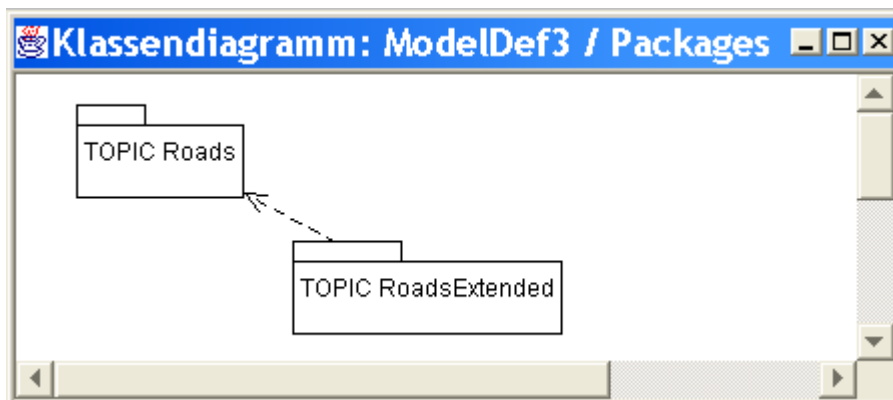 Klassendiagramm: ModelDef3 / Packages
TOPIC Roads
TOPIC RoadsExtended